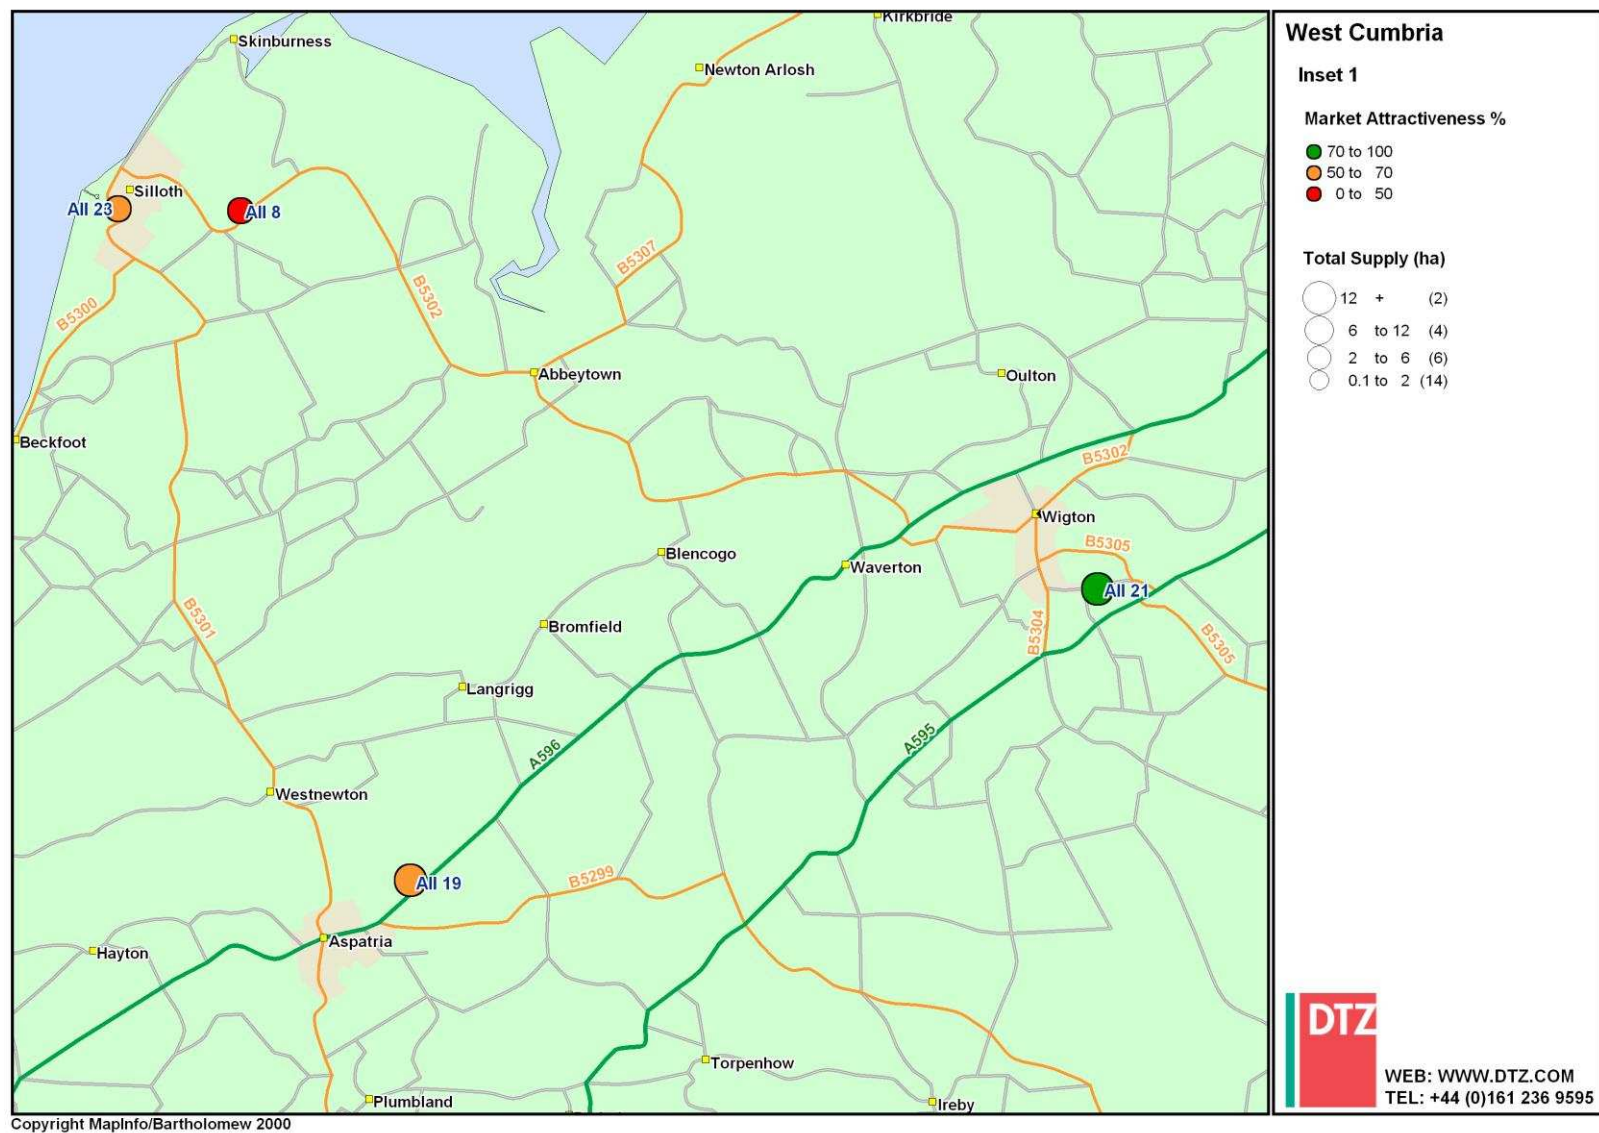 Kirkbride
Skinburness
Newton Arlosh
Silloth
All 23
All 8
B5307
B5302
B5300
Abbeytown
Oulton
Beckfoot
B5302
Wigton
B5305
Blencogo
Waverton
All 21
B5301
Bromfield
B5304
B5305
Langrigg
A596
A595
Westnewton
All 19
B5299
Aspatria
Hayton
Torpenhow
Plumbland
Ireby
Copyright MapInfo/Bartholomew 2000
West Cumbria
Inset 1
Market Attractiveness %
70 to 100
50 to 70
0 to 50
Total Supply (ha)
12 + (2)
6 to 12 (4)
2 to 6 (6)
0.1 to 2 (14)
DTZ
WEB: WWW.DTZ.COM
TEL: +44 (0)161 236 9595